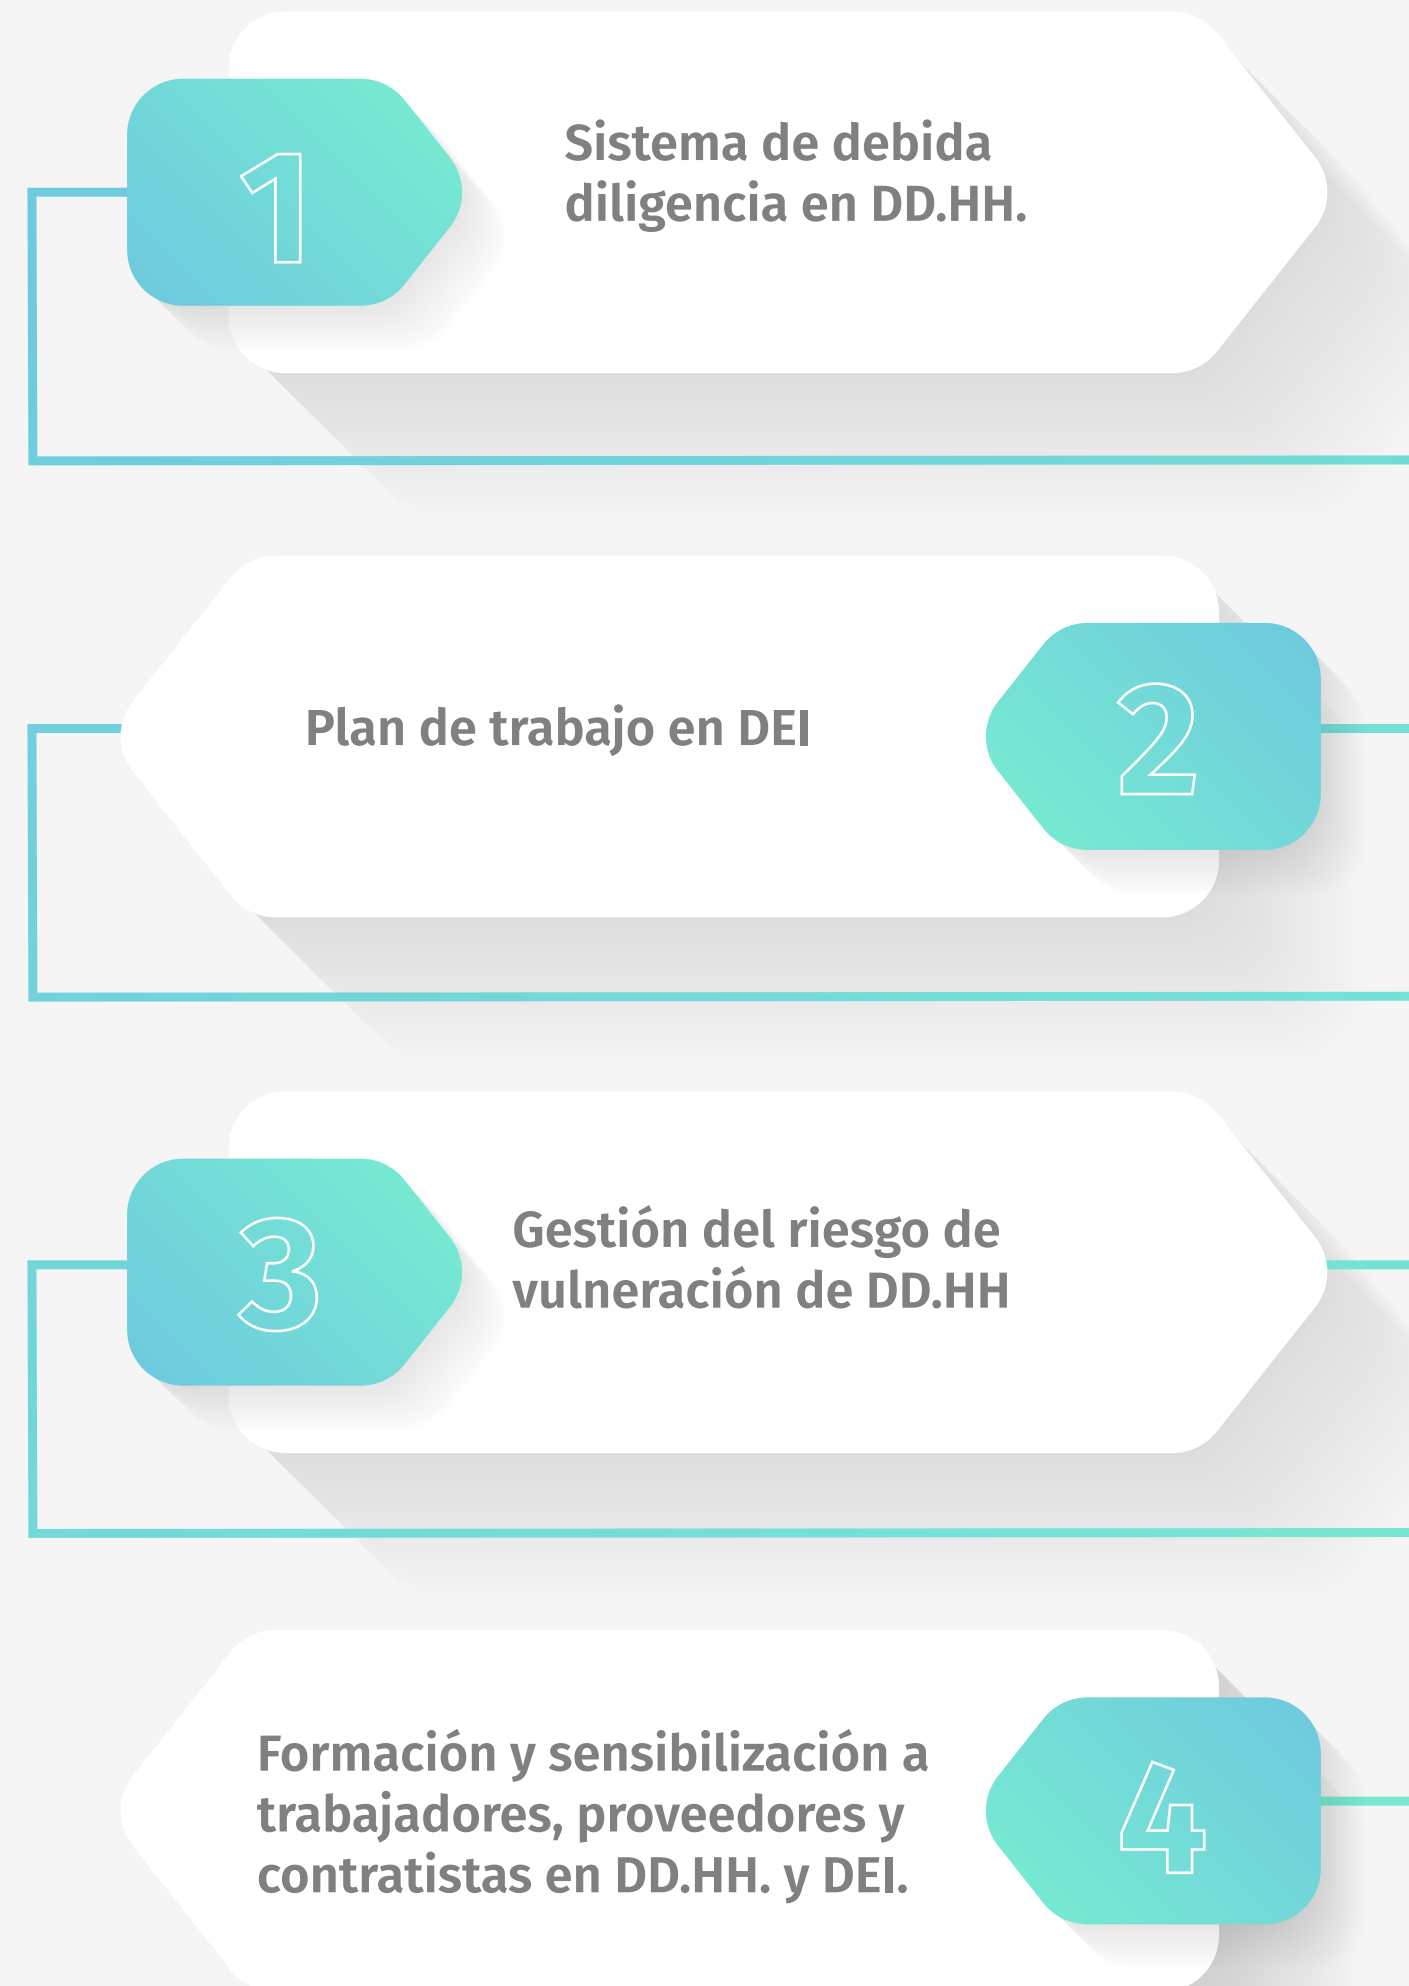 1
Sistema de debida
diligencia en DD.HH.
Plan de trabajo en DEI
2
3
Gestión del riesgo de
vulneración de DD.HH
Formación y sensibilización a
trabajadores, proveedores y
contratistas en DD.HH. y DEI.
4